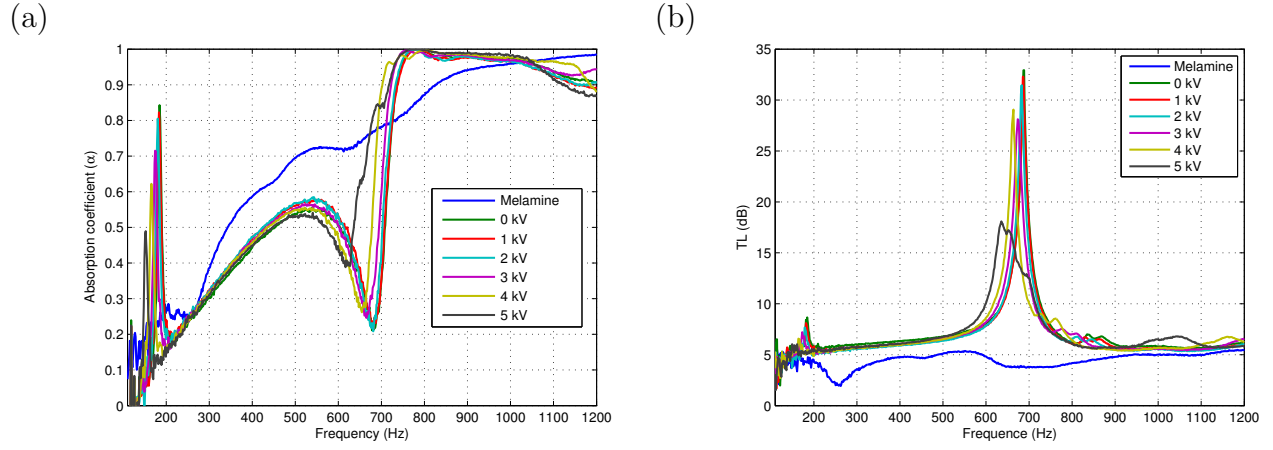 (a)
1
0.9
0.8
0.7
0.6
0.5
0.4
0.3
0.2
0.1
0
Absorption coefficient (α)
200 300 400 500 600 700 800 900 1000 1100 1200
Frequency (Hz)
Melamine
0 kV
1 kV
2 kV
3 kV
4 kV
5 kV
(b)
35
30
25
20
15
10
5
0
TL (dB)
200 300 400 500 600 700 800 900 1000 1100 1200
Frequence (Hz)
Melamine
0 kV
1 kV
2 kV
3 kV
4 kV
5 kV